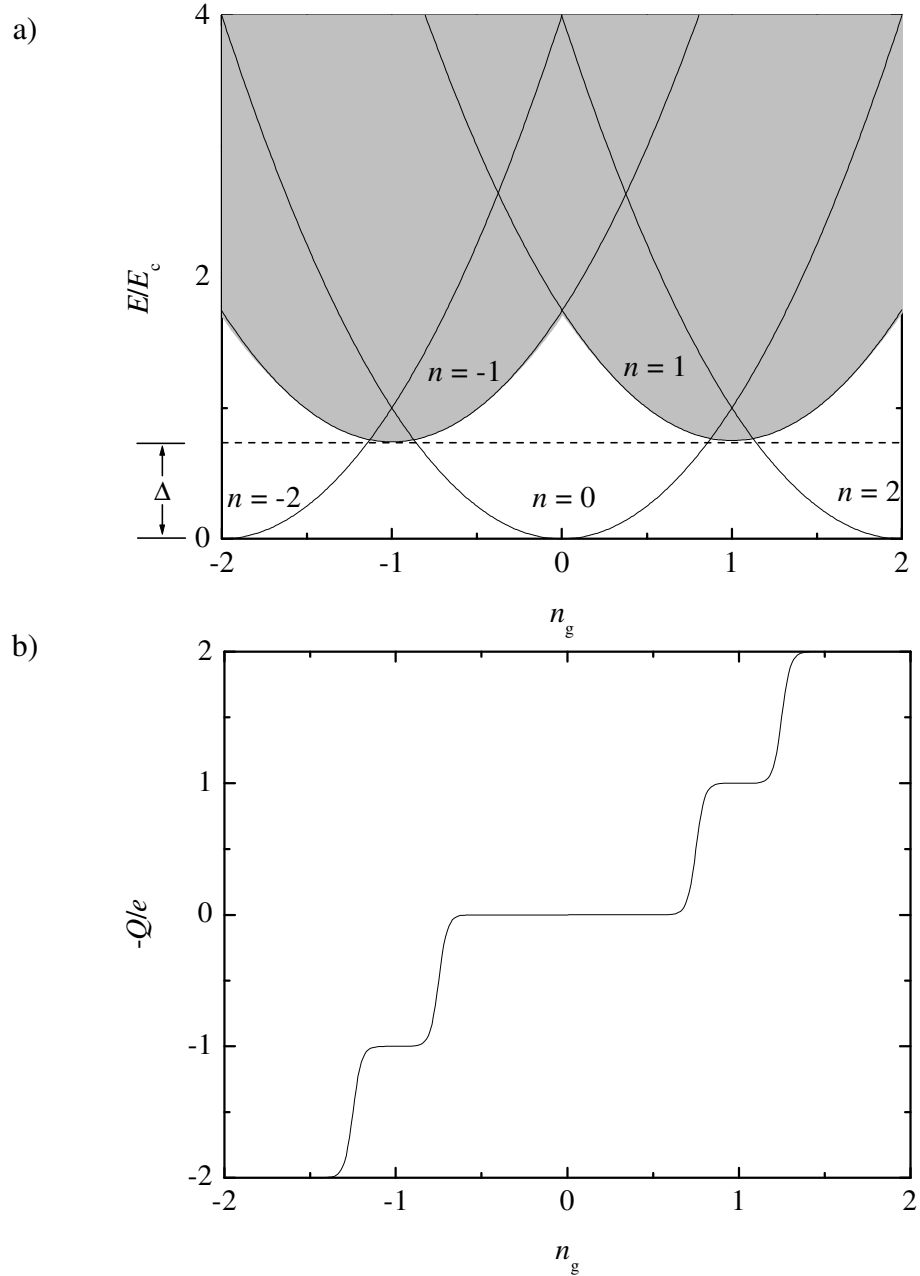 a)
4
2
0
E/Ec
Δ
n = -1
n = 1
n = -2
n = 0
n = 2
-2 -1 0 1 2
ng
b)
2
1
0
-1
-2
-Q/e
-2 -1 0 1 2
ng